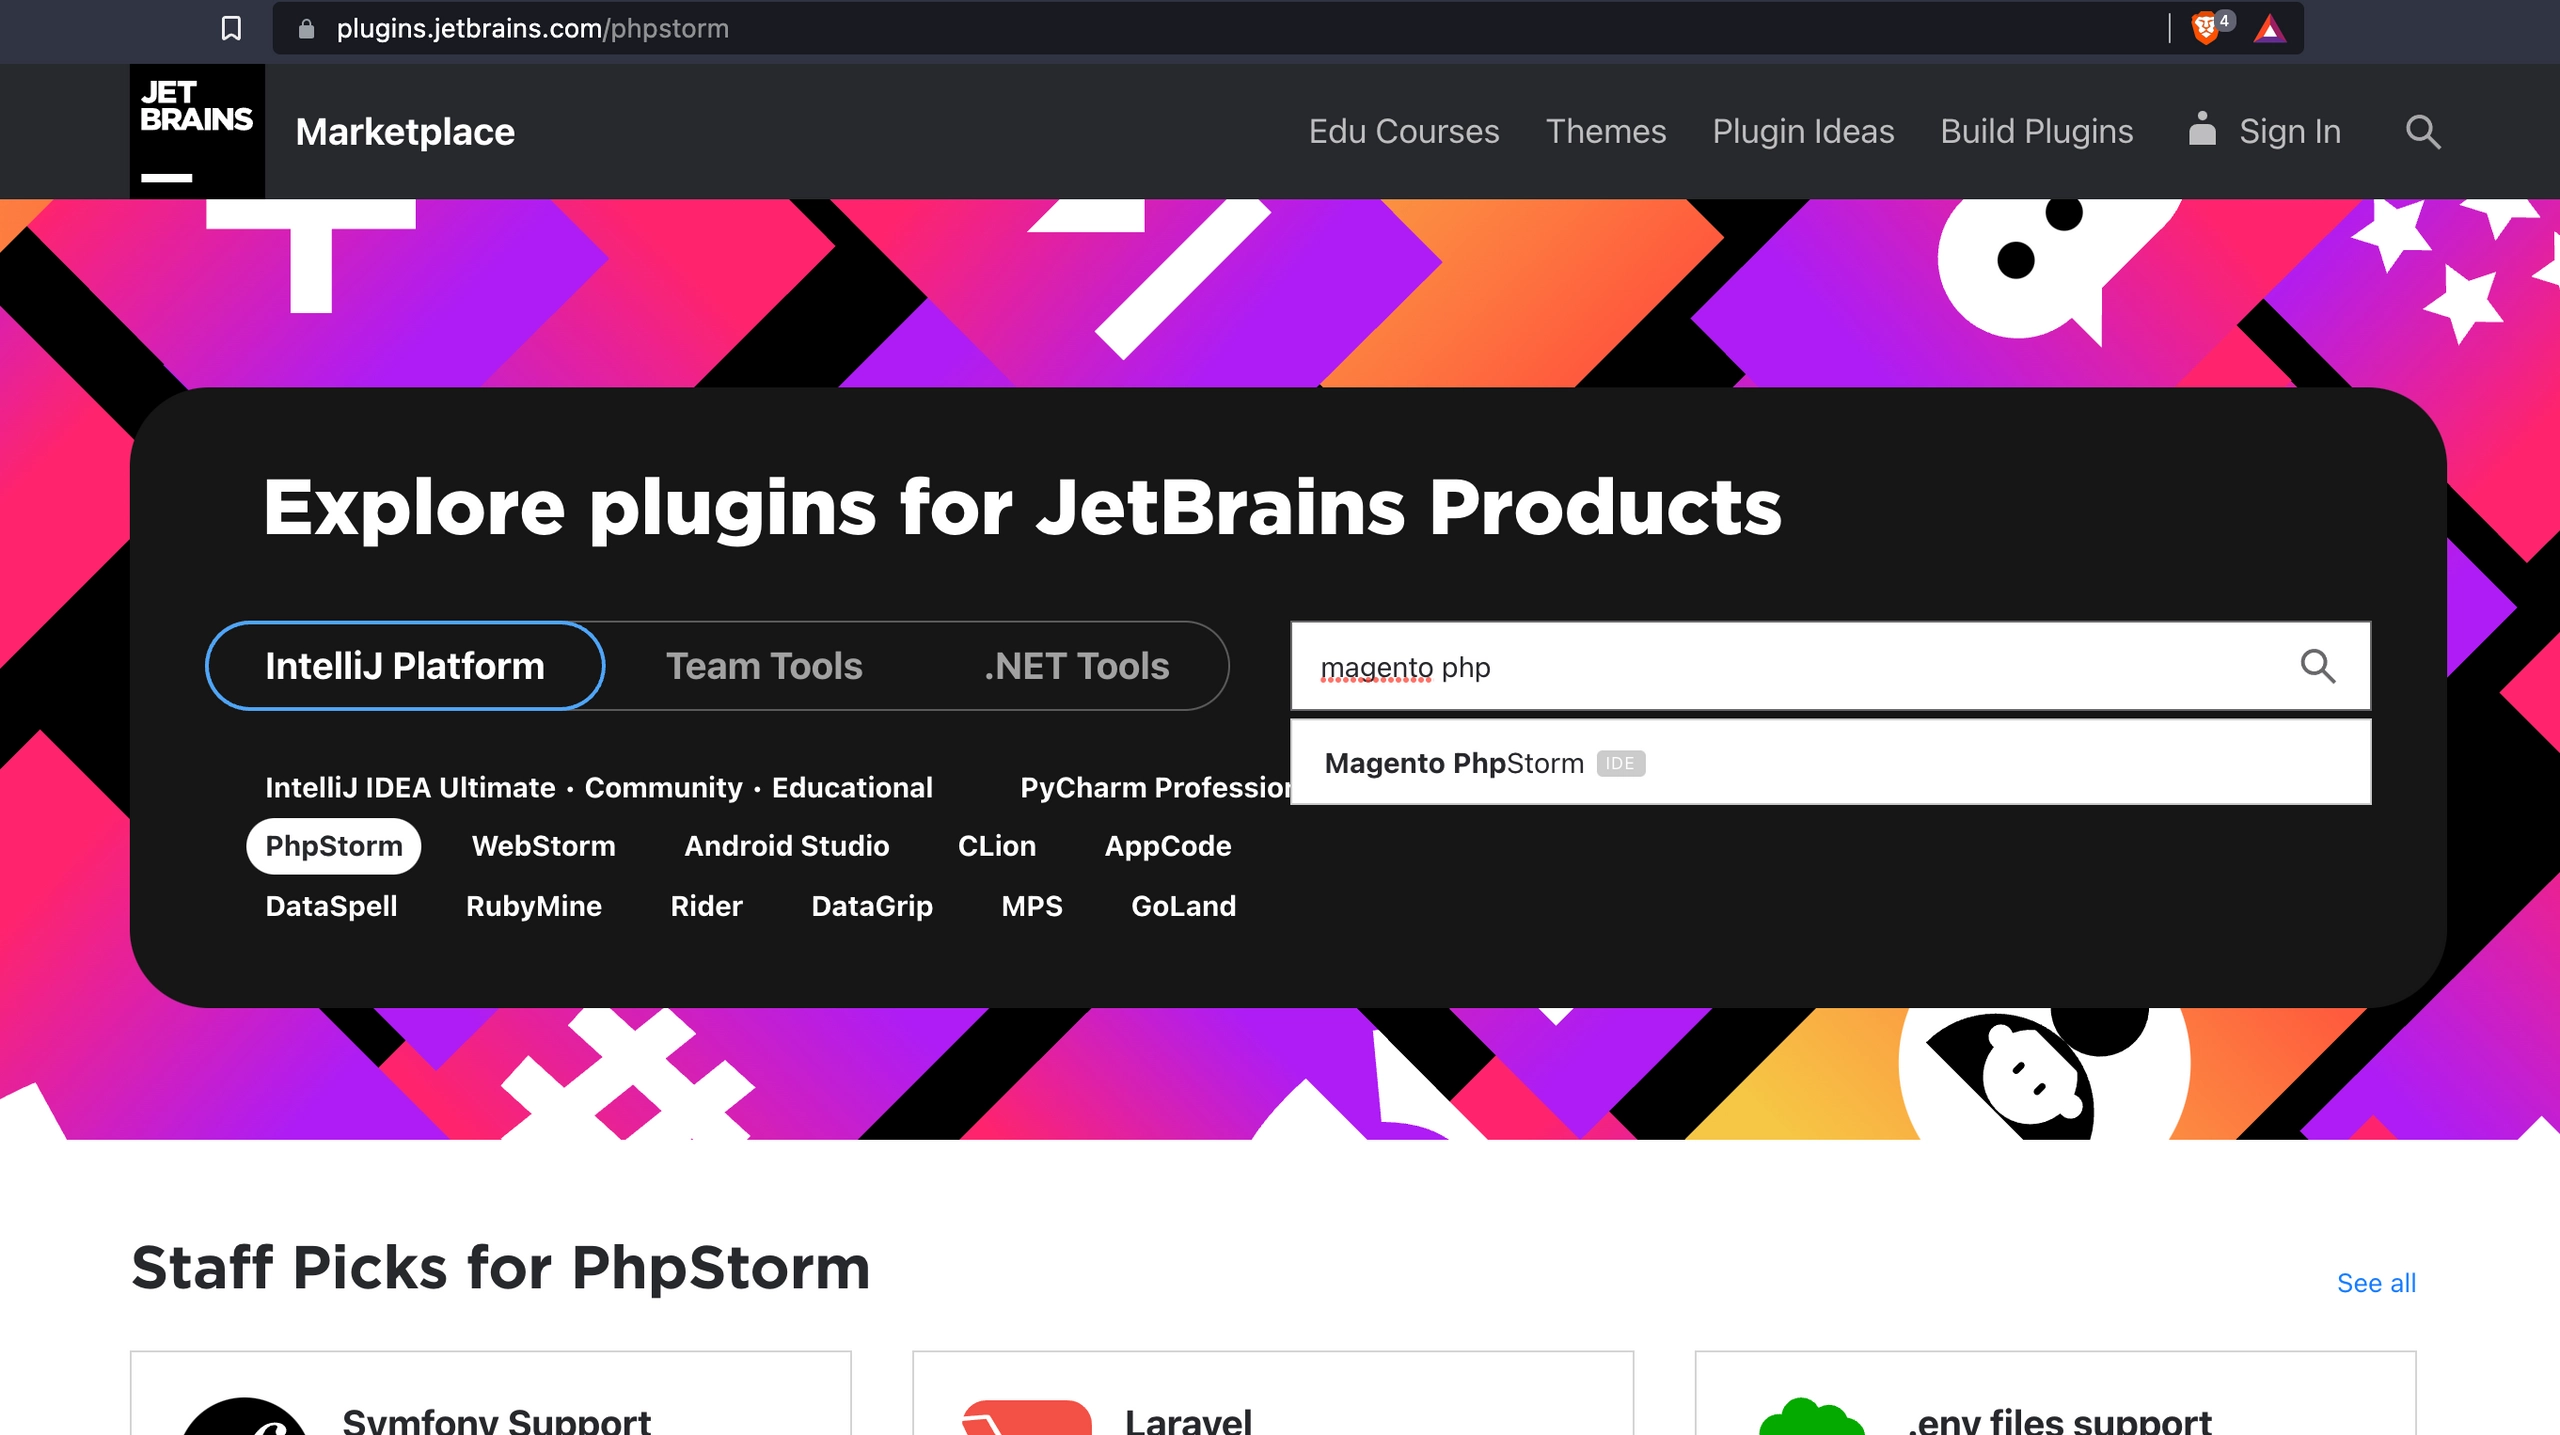 plugins.jetbrains.com/phpstorm
4
JET
BRAINS
Marketplace
Edu Courses
Themes
Plugin Ideas
Build Plugins
Sign In
Explore plugins for JetBrains Products
IntelliJ Platform
Team Tools
.NET Tools
magento php
Magento PhpStorm IDE
IntelliJ IDEA Ultimate · Community · Educational
PyCharm Profession
PhpStorm
WebStorm
Android Studio
CLion
AppCode
DataSpell
RubyMine
Rider
DataGrip
MPS
GoLand
Staff Picks for PhpStorm
See all
Symfony Support
Laravel
.env files support